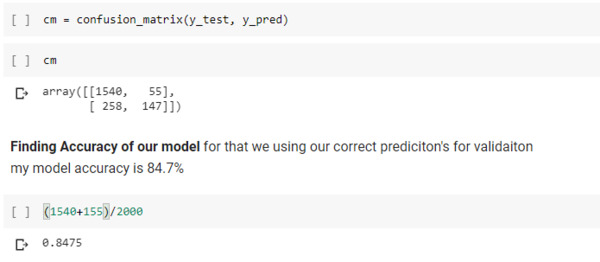 [ ] cm = confusion_matrix(y_test, y_pred)
[ ] cm
array([[1540, 55],
[ 258, 147]])
Finding Accuracy of our model for that we using our correct prediciton's for validaiton
my model accuracy is 84.7%
[ ] (1540+155)/2000
0.8475